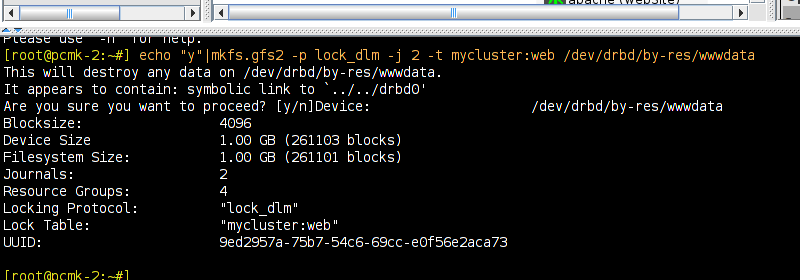 apache (WebSite)
Please use '-h' for help.
[root@pcmk-2:~#] echo "y"|mkfs.gfs2 -p lock_dlm -j 2 -t mycluster:web /dev/drbd/by-res/wwwdata
This will destroy any data on /dev/drbd/by-res/wwwdata.
It appears to contain: symbolic link to `../../drbd0'
Are you sure you want to proceed? [y/n]Device: /dev/drbd/by-res/wwwdata
Blocksize: 4096
Device Size 1.00 GB (261103 blocks)
Filesystem Size: 1.00 GB (261101 blocks)
Journals: 2
Resource Groups: 4
Locking Protocol: "lock_dlm"
Lock Table: "mycluster:web"
UUID: 9ed2957a-75b7-54c6-69cc-e0f56e2aca73
[root@pcmk-2:~#]